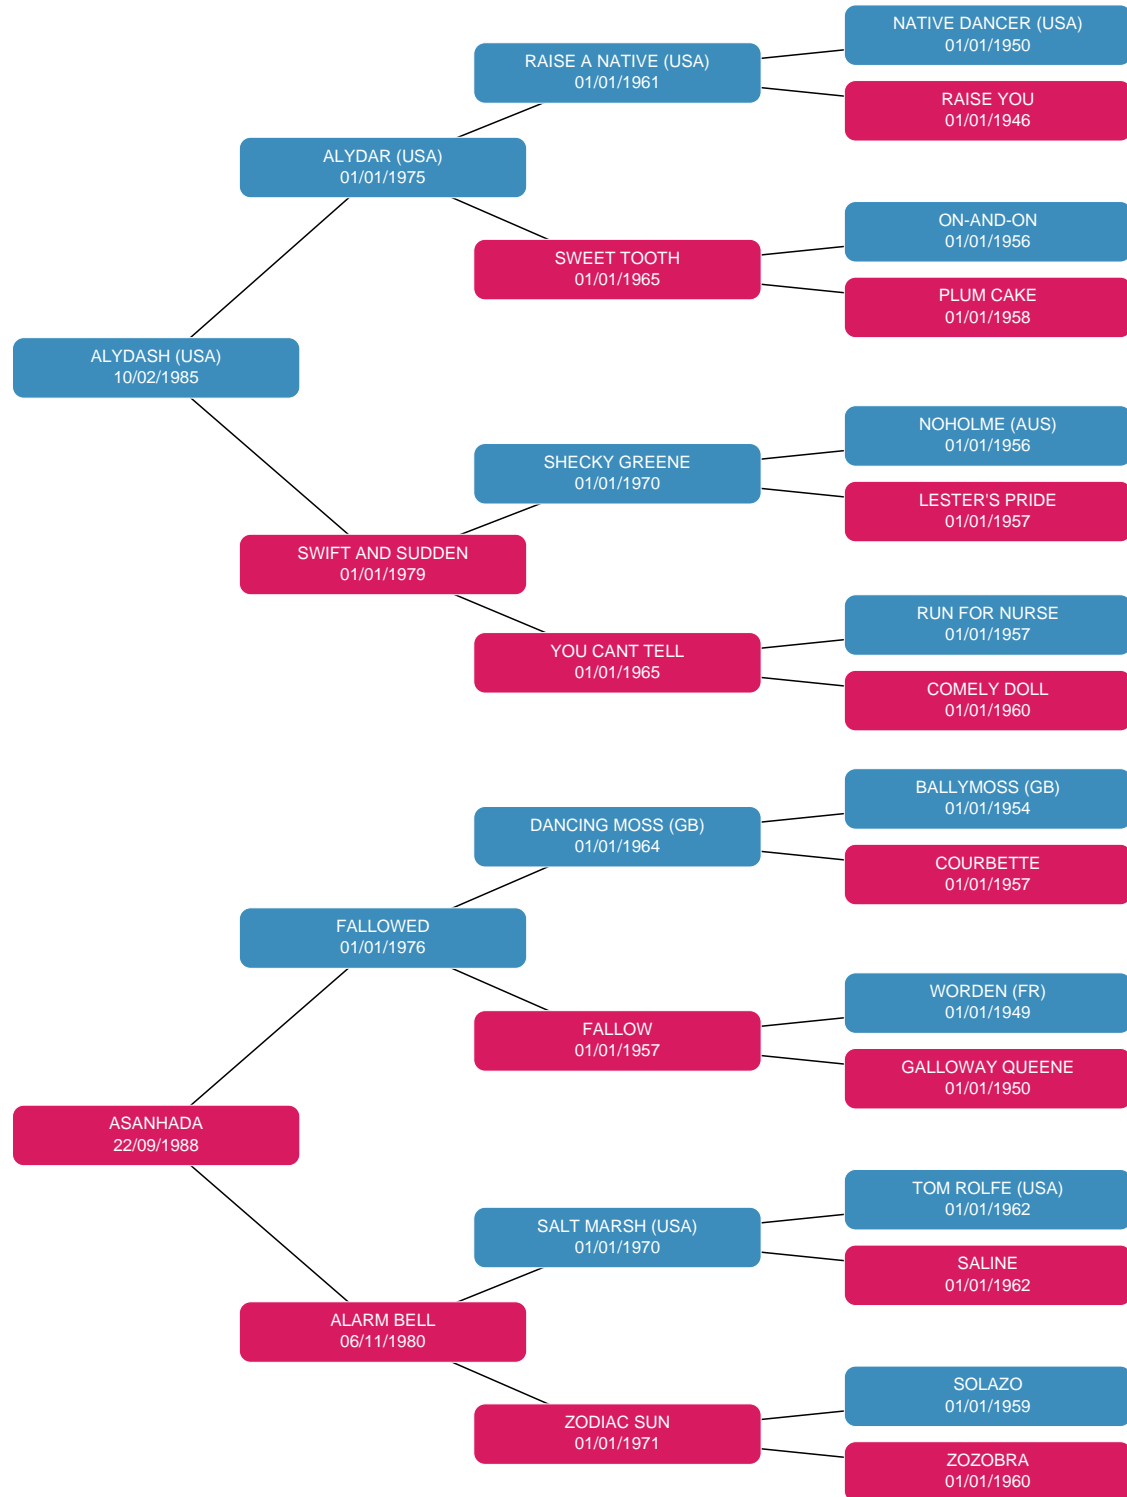 NATIVE DANCER (USA)
01/01/1950
RAISE A NATIVE (USA)
01/01/1961
RAISE YOU
01/01/1946
ALYDAR (USA)
01/01/1975
ON-AND-ON
01/01/1956
SWEET TOOTH
01/01/1965
PLUM CAKE
01/01/1958
ALYDASH (USA)
10/02/1985
NOHOLME (AUS)
01/01/1956
SHECKY GREENE
01/01/1970
LESTER'S PRIDE
01/01/1957
SWIFT AND SUDDEN
01/01/1979
RUN FOR NURSE
01/01/1957
YOU CANT TELL
01/01/1965
COMELY DOLL
01/01/1960
BALLYMOSS (GB)
01/01/1954
DANCING MOSS (GB)
01/01/1964
COURBETTE
01/01/1957
FALLOWED
01/01/1976
WORDEN (FR)
01/01/1949
FALLOW
01/01/1957
GALLOWAY QUEENE
01/01/1950
ASANHADA
22/09/1988
TOM ROLFE (USA)
01/01/1962
SALT MARSH (USA)
01/01/1970
SALINE
01/01/1962
ALARM BELL
06/11/1980
SOLAZO
01/01/1959
ZODIAC SUN
01/01/1971
ZOZOBRA
01/01/1960